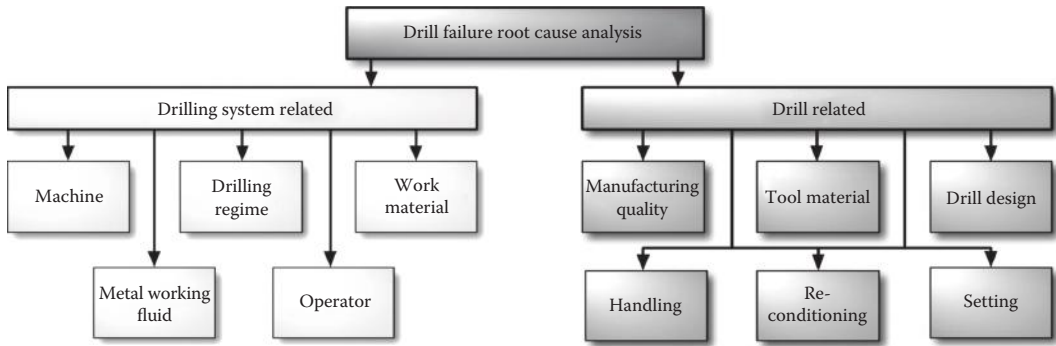 Drill failure root cause analysis
Drilling system related
Drill related
Machine
Drilling
regime
Work
material
Manufacturing
quality
Tool material
Drill design
Metal working
fluid
Operator
Handling
Re-
conditioning
Setting